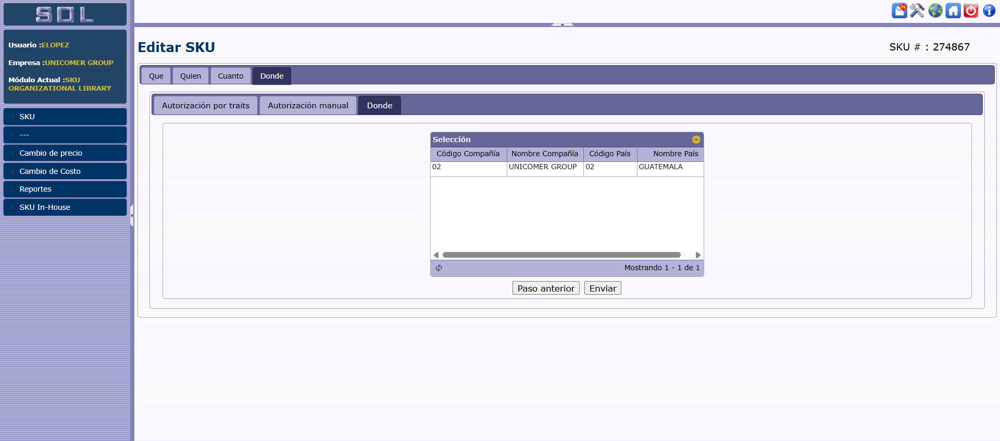 SOL
Usuario :ELOPEZ
Empresa :UNICOMER GROUP
Módulo Actual :SKU
ORGANIZATIONAL LIBRARY
SKU
---
Cambio de precio
Cambio de Costo
Reportes
SKU In-House
N
Editar SKU
SKU # : 274867
Que Quien Cuanto Donde
Autorización por traits Autorización manual Donde
Selección
Código Compañía Nombre Compañía Código País Nombre País
02 UNICOMER GROUP 02 GUATEMALA
Mostrando 1 - 1 de 1
Paso anterior Enviar